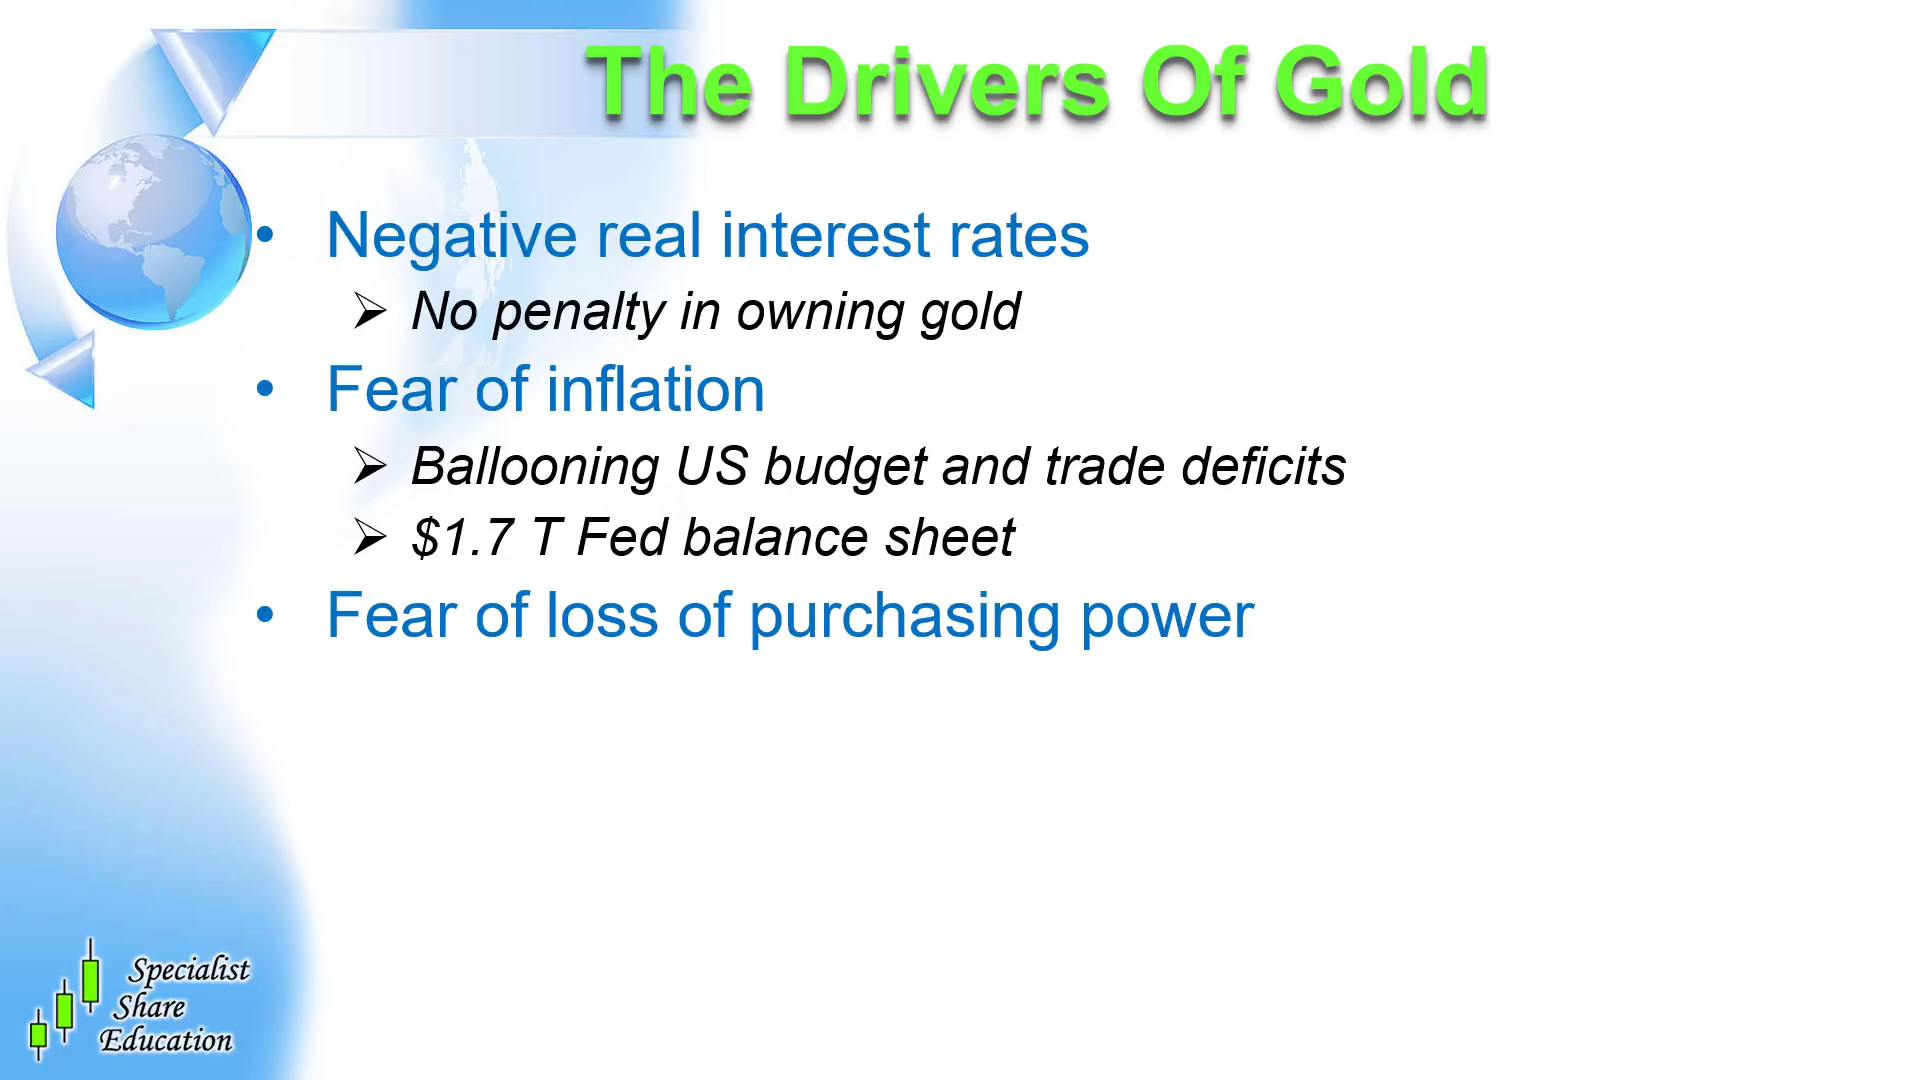 The Drivers Of Gold
• Negative real interest rates
➢ No penalty in owning gold
• Fear of inflation
➢ Ballooning US budget and trade deficits
➢ $1.7 T Fed balance sheet
• Fear of loss of purchasing power
Specialist
Share
Education